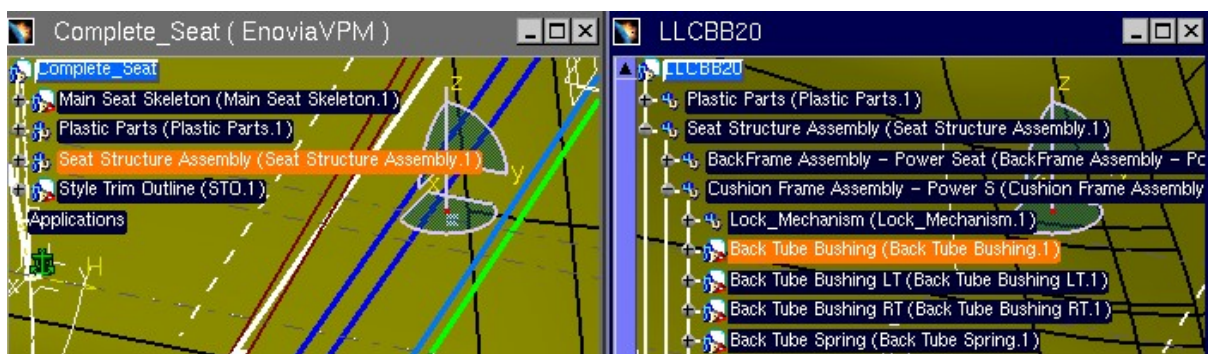 Complete_Seat ( EnoviaVPM )
Complete_Seat
Main Seat Skeleton (Main Seat Skeleton.1)
Plastic Parts (Plastic Parts.1)
Seat Structure Assembly (Seat Structure Assembly.1)
Style Trim Outline (STO.1)
Applications
z
y
x
H
LLCBB20
LLCBB20
Plastic Parts (Plastic Parts.1)
Seat Structure Assembly (Seat Structure Assembly.1)
BackFrame Assembly – Power Seat (BackFrame Assembly – Po
Cushion Frame Assembly – Power S (Cushion Frame Assembly
Lock_Mechanism (Lock_Mechanism.1)
Back Tube Bushing (Back Tube Bushing.1)
Back Tube Bushing LT (Back Tube Bushing LT.1)
Back Tube Bushing RT (Back Tube Bushing RT.1)
Back Tube Spring (Back Tube Spring.1)
z